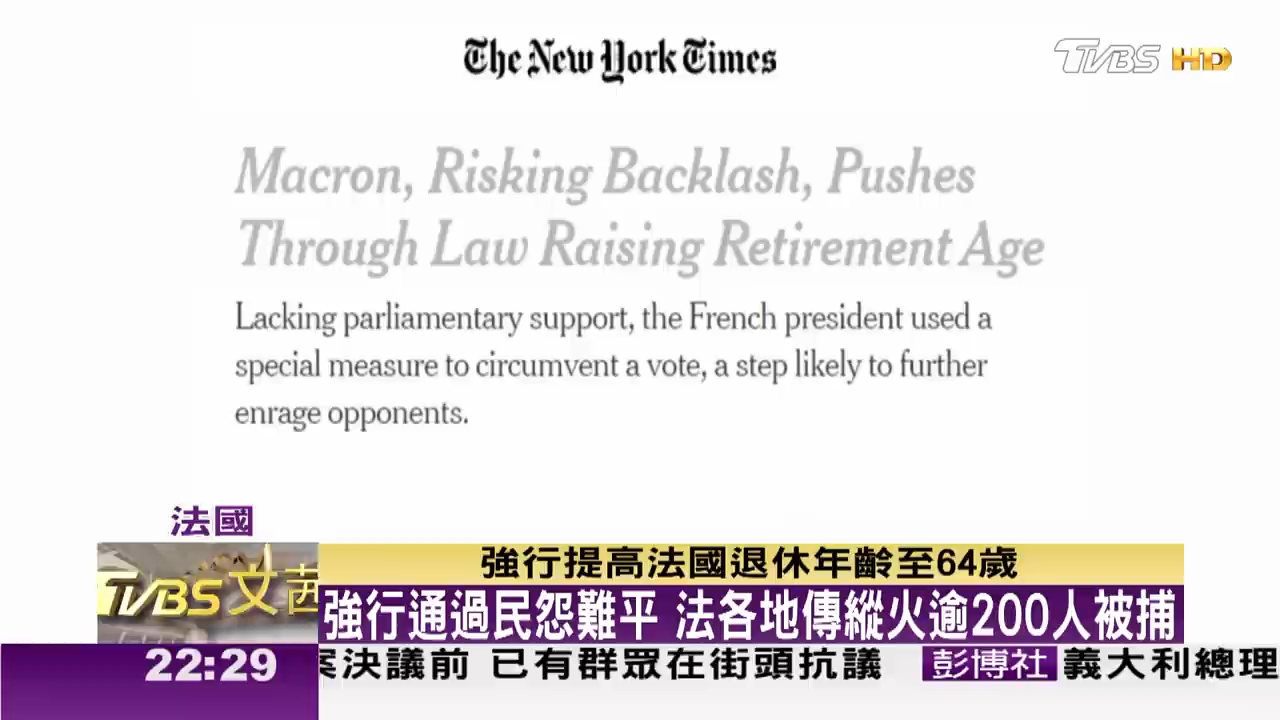 The New York Times
TVBS HD
Macron, Risking Backlash, Pushes
Through Law Raising Retirement Age
Lacking parliamentary support, the French president used a
special measure to circumvent a vote, a step likely to further
enrage opponents.
法國
強行提高法國退休年齡至64歲
TVBS 文茜
強行通過民怨難平 法各地傳縱火逾200人被捕
22:29
案決議前 已有群眾在街頭抗議 彭博社 義大利總理